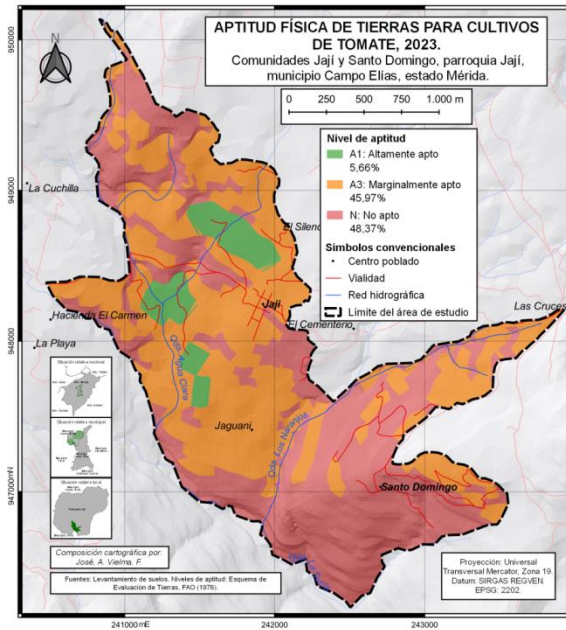 APTITUD FÍSICA DE TIERRAS PARA CULTIVOS
DE TOMATE, 2023.
Comunidades Jají y Santo Domingo, parroquia Jají,
municipio Campo Elías, estado Mérida.
0 250 500 750 1.000 m
Nivel de aptitud
A1: Altamente apto
5,66%
A3: Marginalmente apto
45,97%
N: No apto
48,37%
Simbolos convencionales
Centro poblado
Vialidad
Red hidrográfica
Límite del área de estudio
N
950000
949000
948000
947000mN
La Cuchilla
El Silenc
Jají
Las Cruces
Hacienda El Carmen
El Cementerio
La Playa
Qda. Agua Clara
Jaguaní
Qda. Los Naranjos
Santo Domingo
Composición cartográfica por:
José, A. Vielma, F.
Fuentes: Levantamiento de suelos. Niveles de aptitud: Esquema de
Evaluación de Tierras, FAO (1976).
Proyección: Universal
Transversal Mercator, Zona 19.
Datum: SIRGAS REGVEN.
EPSG: 2202.
241000mE 242000 243000